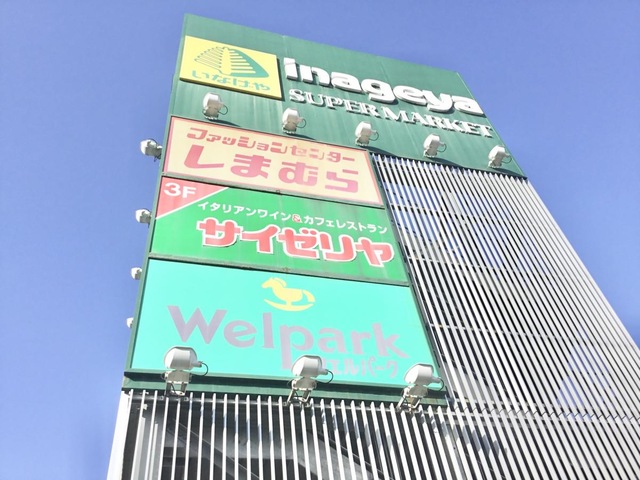 いなげや
inageya
SUPER MARKET
ファッションセンター
しまむら
3F
イタリアンワイン&カフェレストラン
サイゼリヤ
Welpark
ウエルパーク